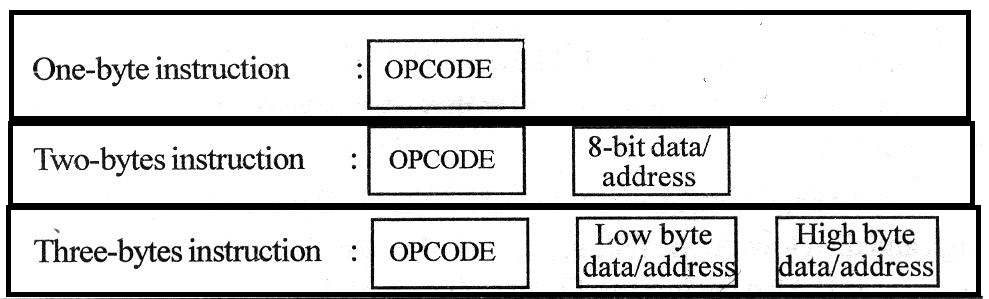 One-byte instruction : OPCODE
Two-bytes instruction : OPCODE 8-bit data/
address
Three-bytes instruction : OPCODE Low byte High byte
data/address data/address